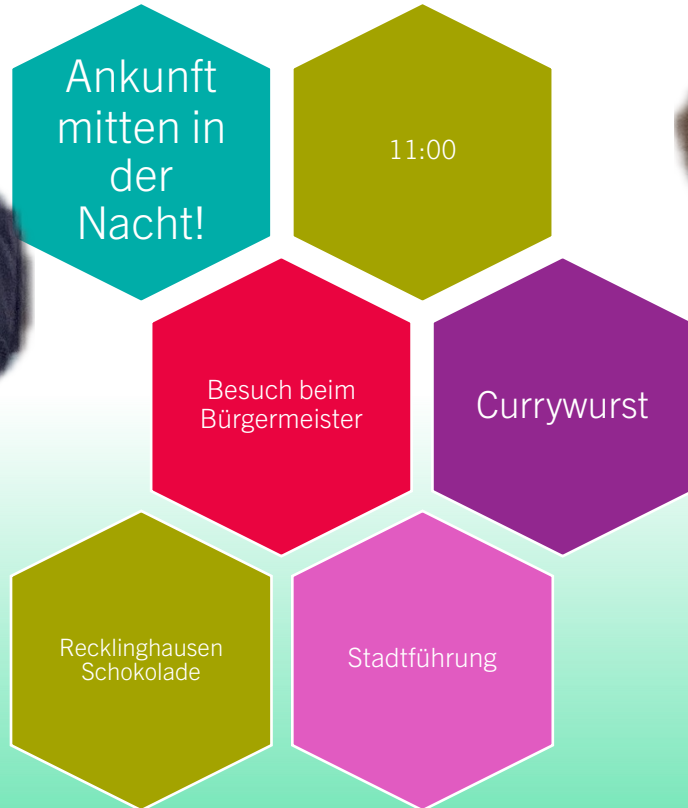 Ankunft
mitten in
der
Nacht!
11:00
Besuch beim
Bürgermeister
Currywurst
Recklinghausen
Schokolade
Stadtführung